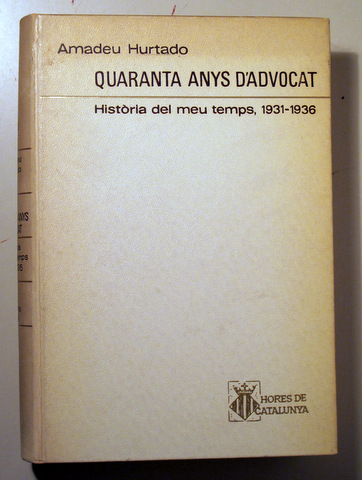 Amadeu Hurtado
QUARANTA ANYS D'ADVOCAT
Història del meu temps, 1931-1936
HORES DE
CATALUNYA